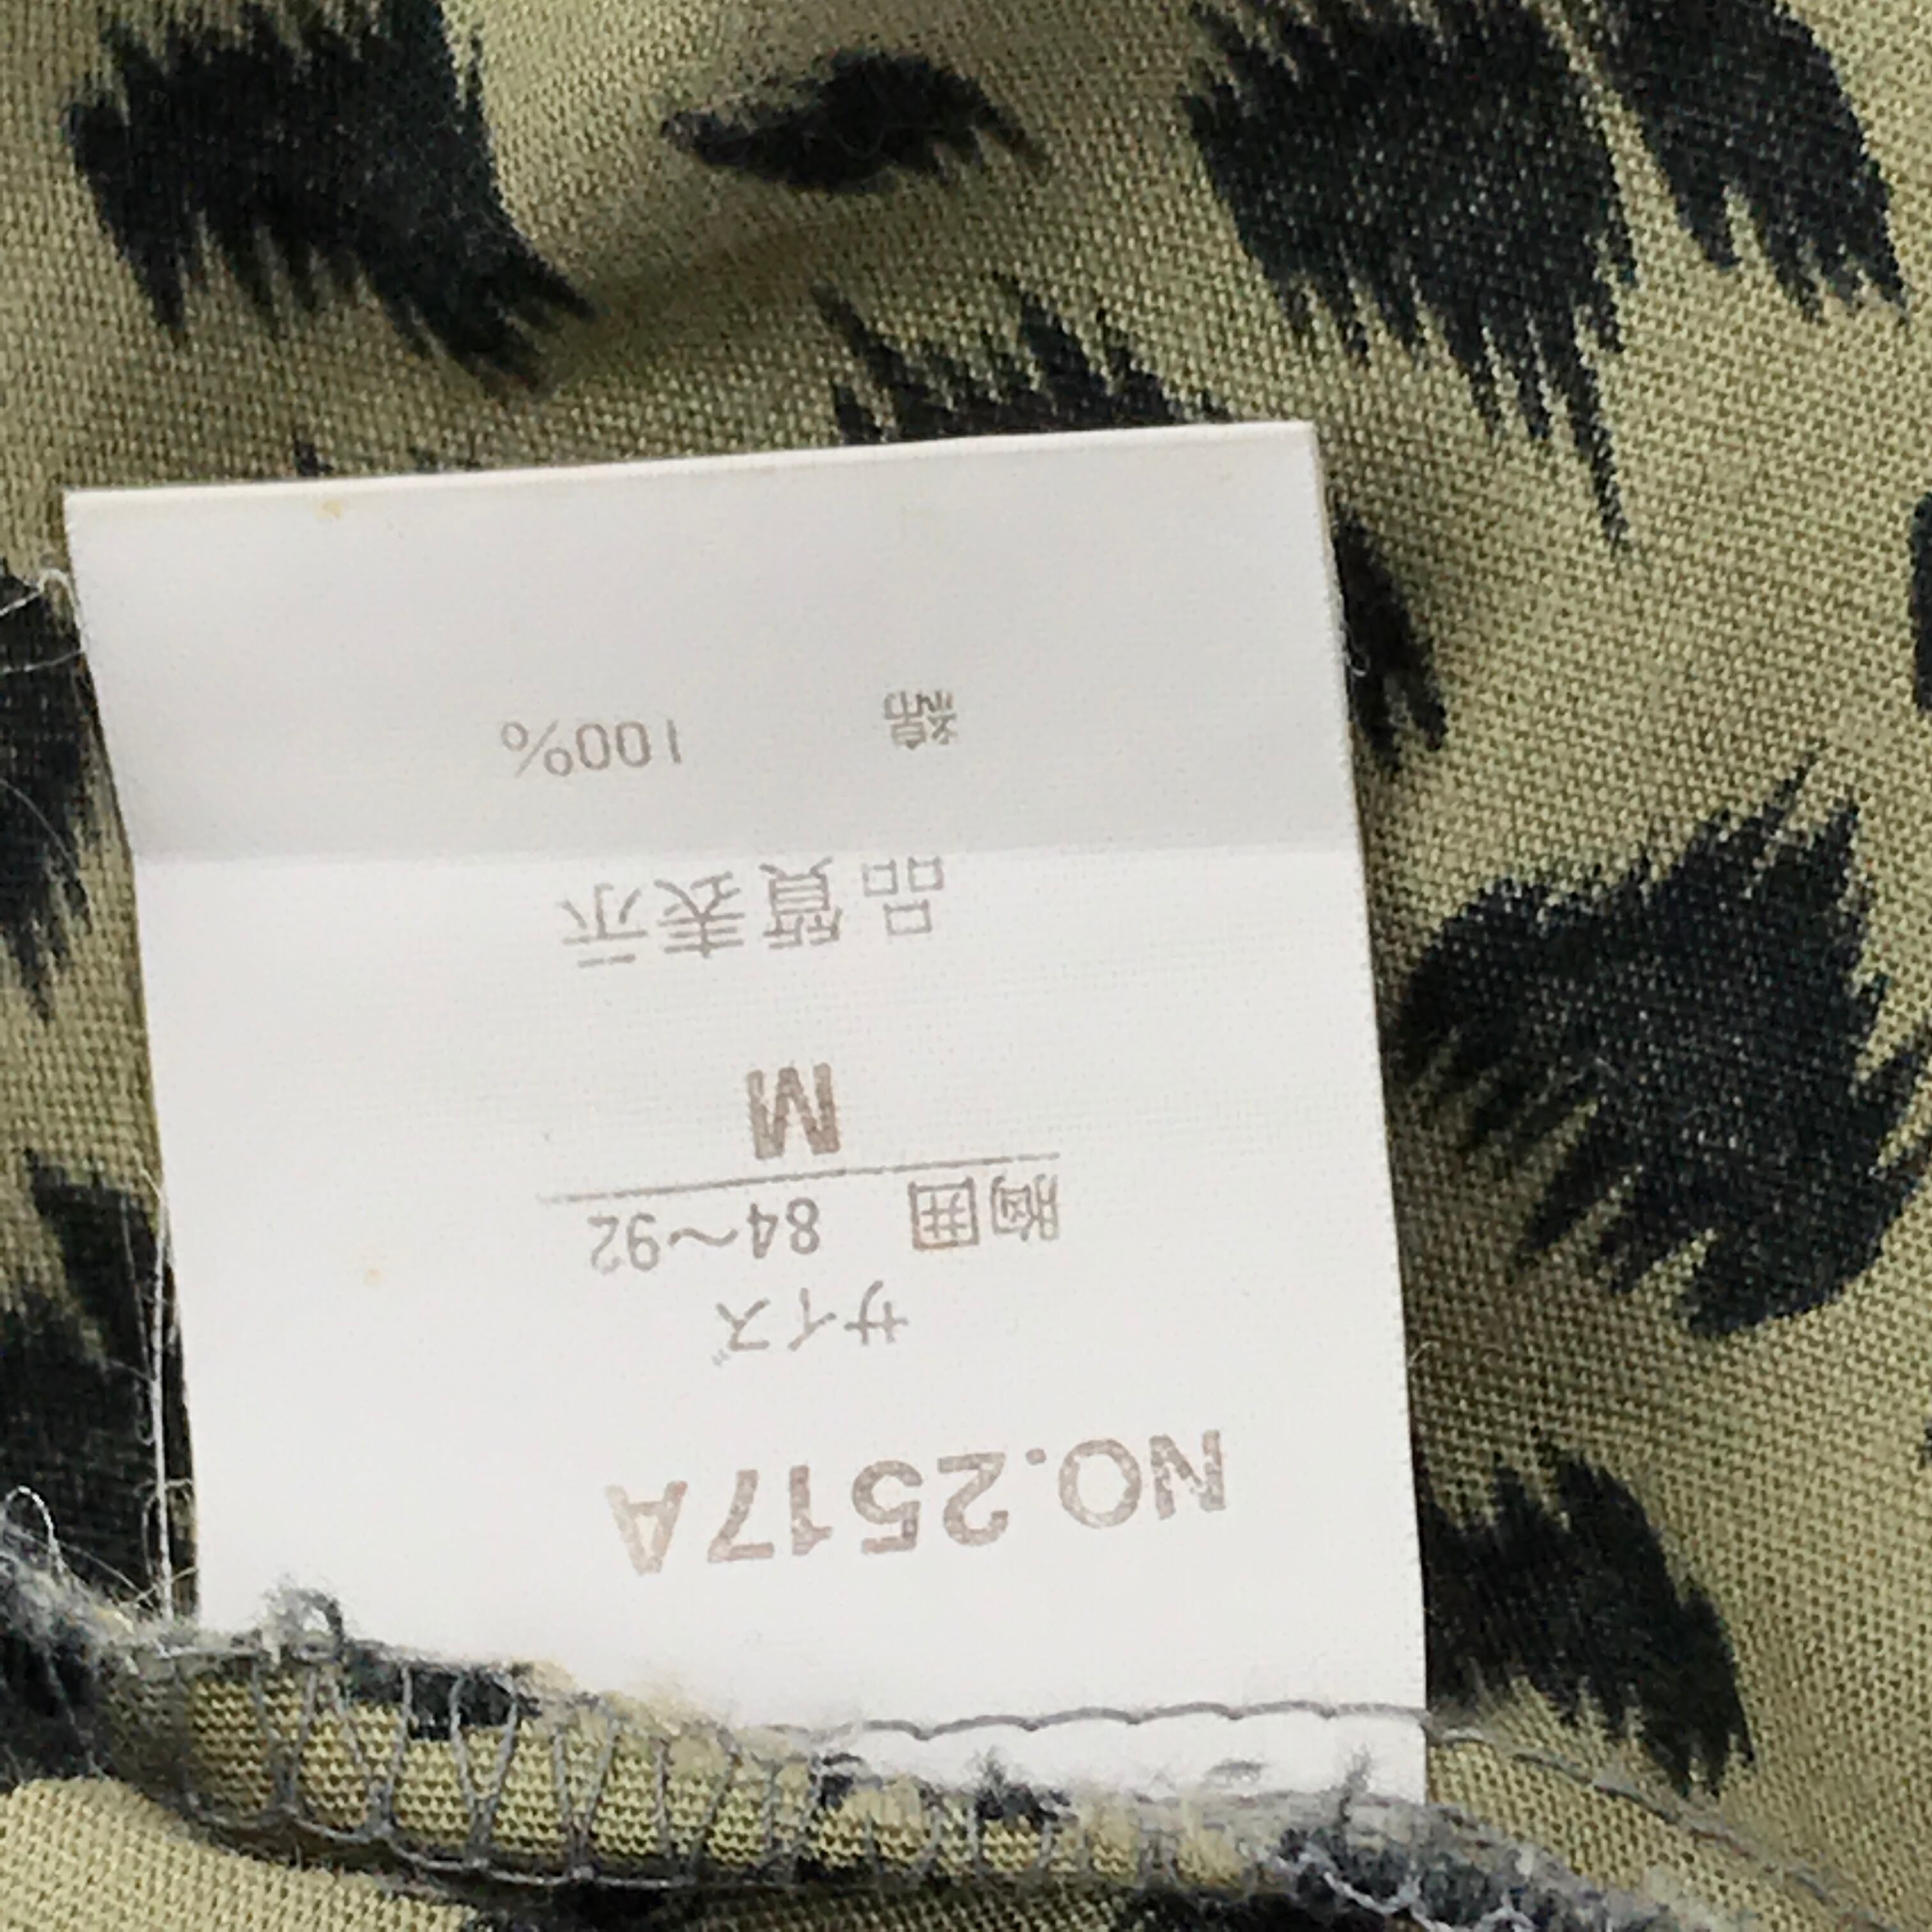 NO.2517A
サイズ
胸囲 84〜92
M
品質表示
綿 100%